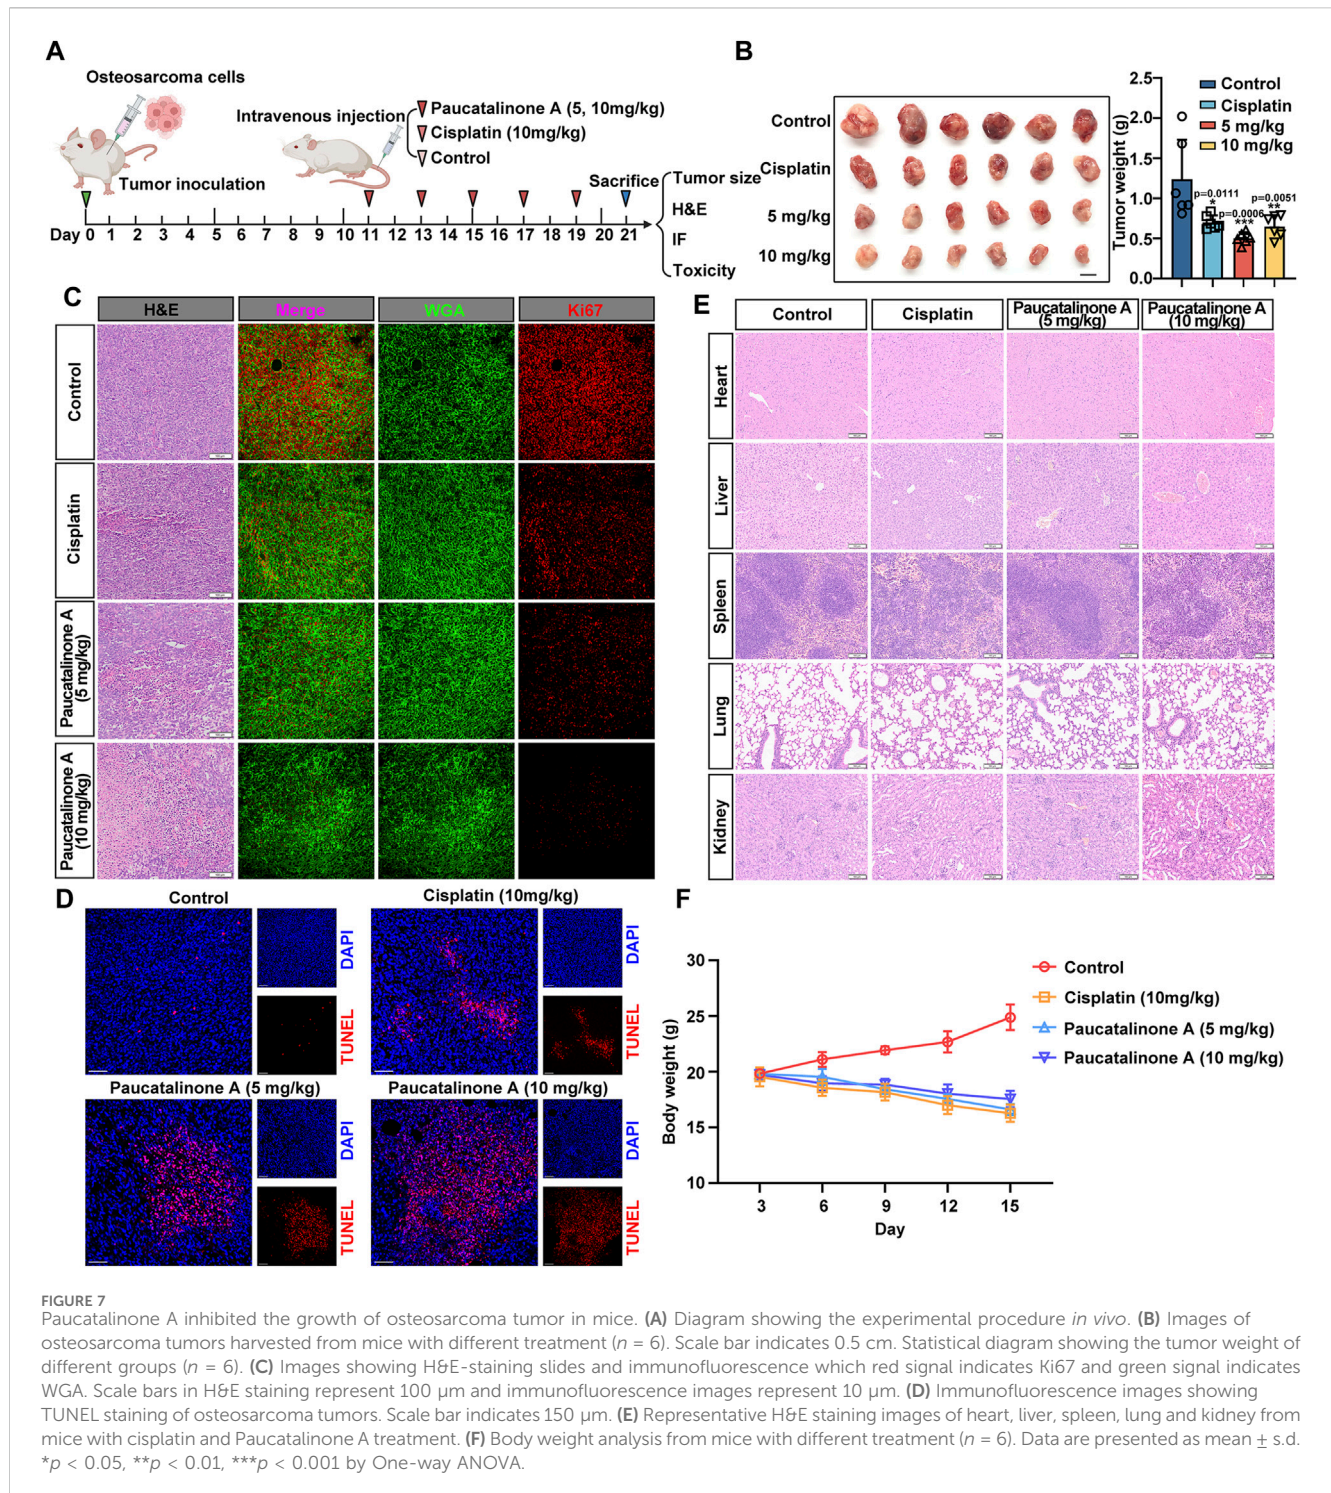 A
Osteosarcoma cells
Tumor inoculation
Intravenous injection
Paucatalinone A (5, 10mg/kg)
Cisplatin (10mg/kg)
Control
Sacrifice
Day 0 1 2 3 4 5 6 7 8 9 10 11 12 13 14 15 16 17 18 19 20 21
Tumor size
H&E
IF
Toxicity
B
Control
Cisplatin
5 mg/kg
10 mg/kg
Tumor weight (g)
2.5
2.0
1.5
1.0
0.5
0.0
Control
Cisplatin
5 mg/kg
10 mg/kg
p=0.0111
*
p=0.0006
***
p=0.0051
**
C
H&E Merge WGA Ki67
Control
Cisplatin
Paucatalinone A
(5 mg/kg)
Paucatalinone A
(10 mg/kg)
D
Control
DAPI
TUNEL
Cisplatin (10mg/kg)
DAPI
TUNEL
Paucatalinone A (5 mg/kg)
DAPI
TUNEL
Paucatalinone A (10 mg/kg)
DAPI
TUNEL
E
Control
Cisplatin
Paucatalinone A
(5 mg/kg)
Paucatalinone A
(10 mg/kg)
Heart
Liver
Spleen
Lung
Kidney
F
Body weight (g)
30
25
20
15
10
3 6 9 12 15
Day
Control
Cisplatin (10mg/kg)
Paucatalinone A (5 mg/kg)
Paucatalinone A (10 mg/kg)
FIGURE 7
Paucatalinone A inhibited the growth of osteosarcoma tumor in mice. (A) Diagram showing the experimental procedure in vivo. (B) Images of
osteosarcoma tumors harvested from mice with different treatment (n = 6). Scale bar indicates 0.5 cm. Statistical diagram showing the tumor weight of
different groups (n = 6). (C) Images showing H&E-staining slides and immunofluorescence which red signal indicates Ki67 and green signal indicates
WGA. Scale bars in H&E staining represent 100 µm and immunofluorescence images represent 10 µm. (D) Immunofluorescence images showing
TUNEL staining of osteosarcoma tumors. Scale bar indicates 150 µm. (E) Representative H&E staining images of heart, liver, spleen, lung and kidney from
mice with cisplatin and Paucatalinone A treatment. (F) Body weight analysis from mice with different treatment (n = 6). Data are presented as mean ± s.d.
*p < 0.05, **p < 0.01, ***p < 0.001 by One-way ANOVA.